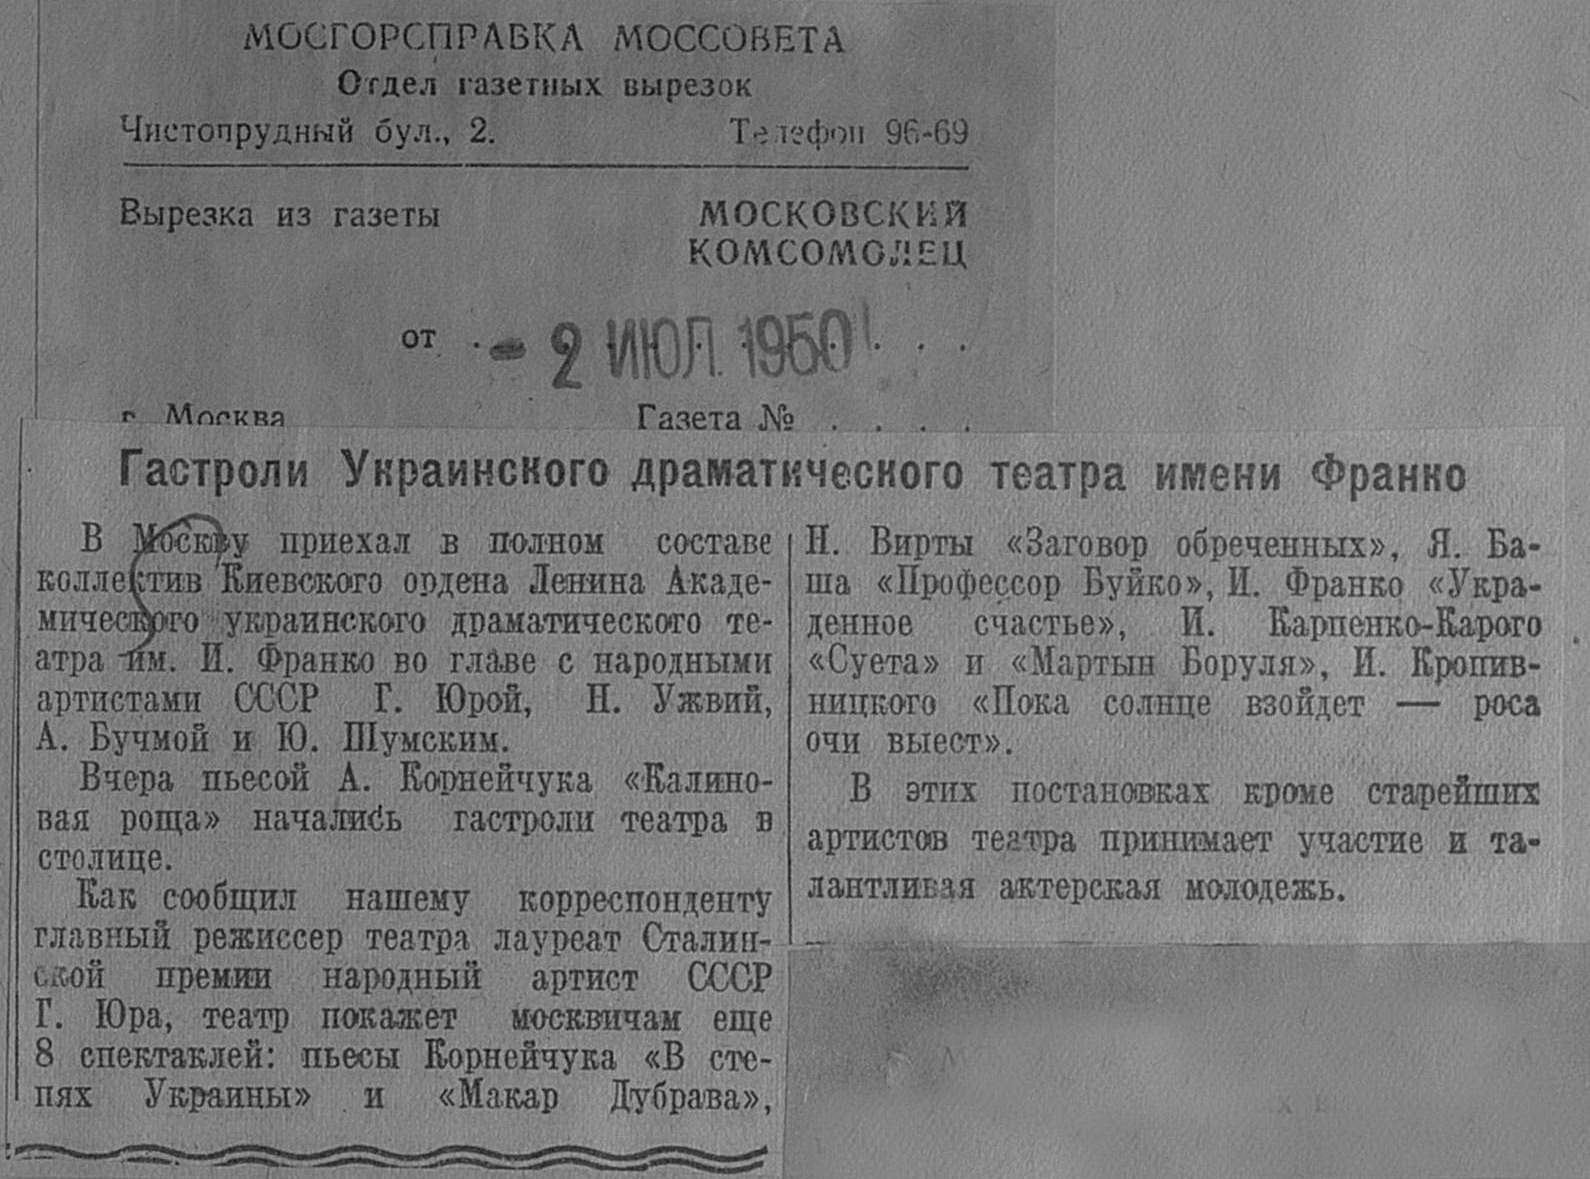 МОСГОРСПРАВКА МОССОВЕТА
Отдел газетных вырезок
Чистопрудный бул., 2. Телефон 96-69
Вырезка из газеты МОСКОВСКИЙ
КОМСОМОЛЕЦ
от . - 2 ИЮЛ. 1950 . . .
г. Москва Газета № . . . .
Гастроли Украинского драматического театра имени Франко
В Москву приехал в полном составе
коллектив Киевского ордена Ленина Акаде-
мического украинского драматического те-
атра им. И. Франко во главе с народными
артистами СССР Г. Юрой, Н. Ужвий,
А. Бучмой и Ю. Шумским.
Вчера пьесой А. Корнейчука «Калино-
вая роща» начались гастроли театра в
столице.
Как сообщил нашему корреспонденту
главный режиссер театра лауреат Сталин-
ской премии народный артист СССР
Г. Юра, театр покажет москвичам еще
8 спектаклей: пьесы Корнейчука «В сте-
пях Украины» и «Макар Дубрава»,
Н. Вирты «Заговор обреченных», Я. Ба-
ша «Профессор Буйко», И. Франко «Укра-
денное счастье», И. Карпенко-Карого
«Суета» и «Мартын Боруля», И. Кропив-
ницкого «Пока солнце взойдет — роса
очи выест».
В этих постановках кроме старейших
артистов театра принимает участие и та-
лантливая актерская молодежь.